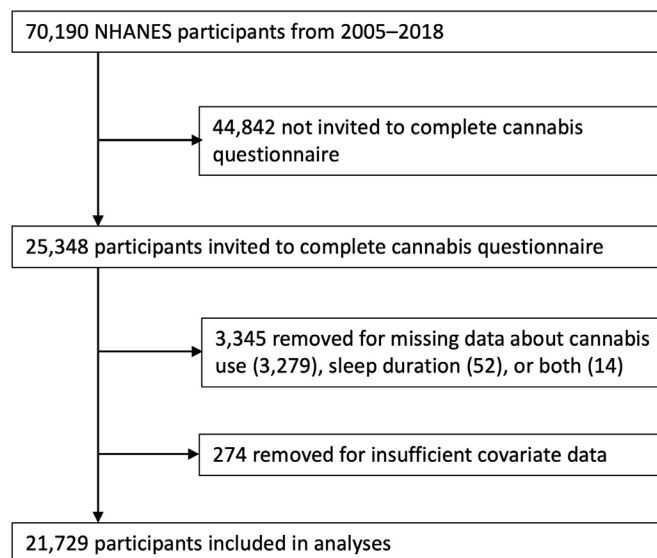 70,190 NHANES participants from 2005–2018
44,842 not invited to complete cannabis
questionnaire
25,348 participants invited to complete cannabis questionnaire
3,345 removed for missing data about cannabis
use (3,279), sleep duration (52), or both (14)
274 removed for insufficient covariate data
21,729 participants included in analyses